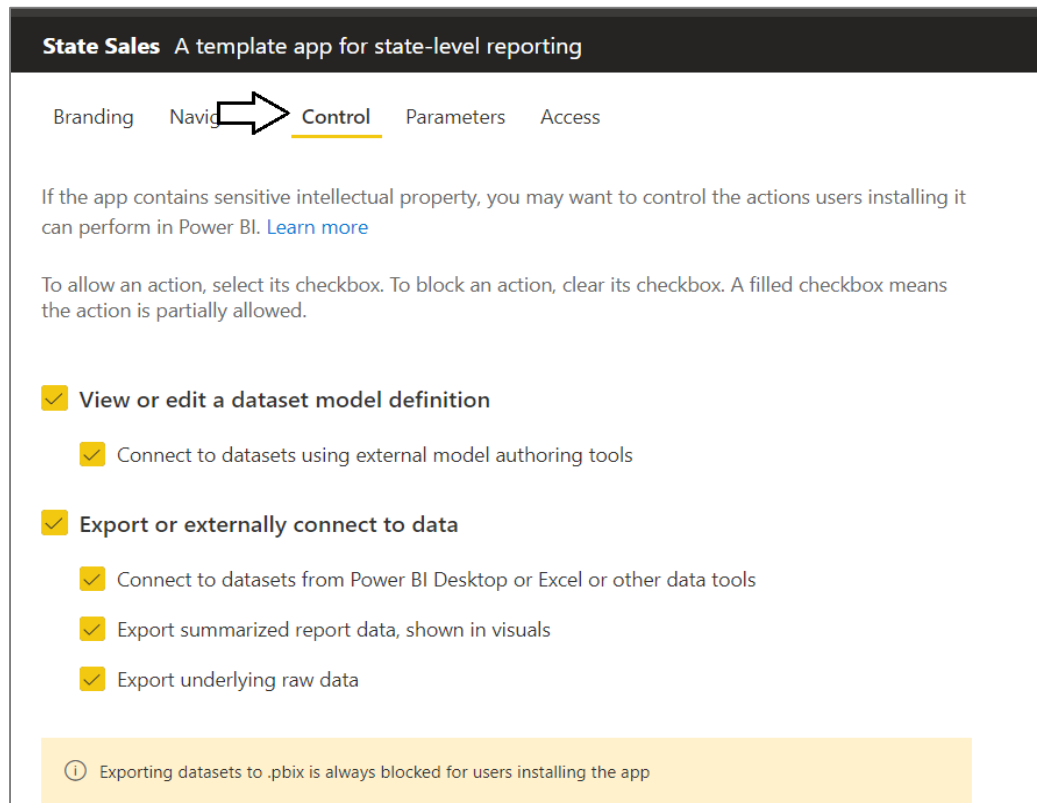 State Sales A template app for state-level reporting
Branding Navig Control Parameters Access
If the app contains sensitive intellectual property, you may want to control the actions users installing it
can perform in Power BI. Learn more
To allow an action, select its checkbox. To block an action, clear its checkbox. A filled checkbox means
the action is partially allowed.
View or edit a dataset model definition
Connect to datasets using external model authoring tools
Export or externally connect to data
Connect to datasets from Power BI Desktop or Excel or other data tools
Export summarized report data, shown in visuals
Export underlying raw data
Exporting datasets to .pbix is always blocked for users installing the app